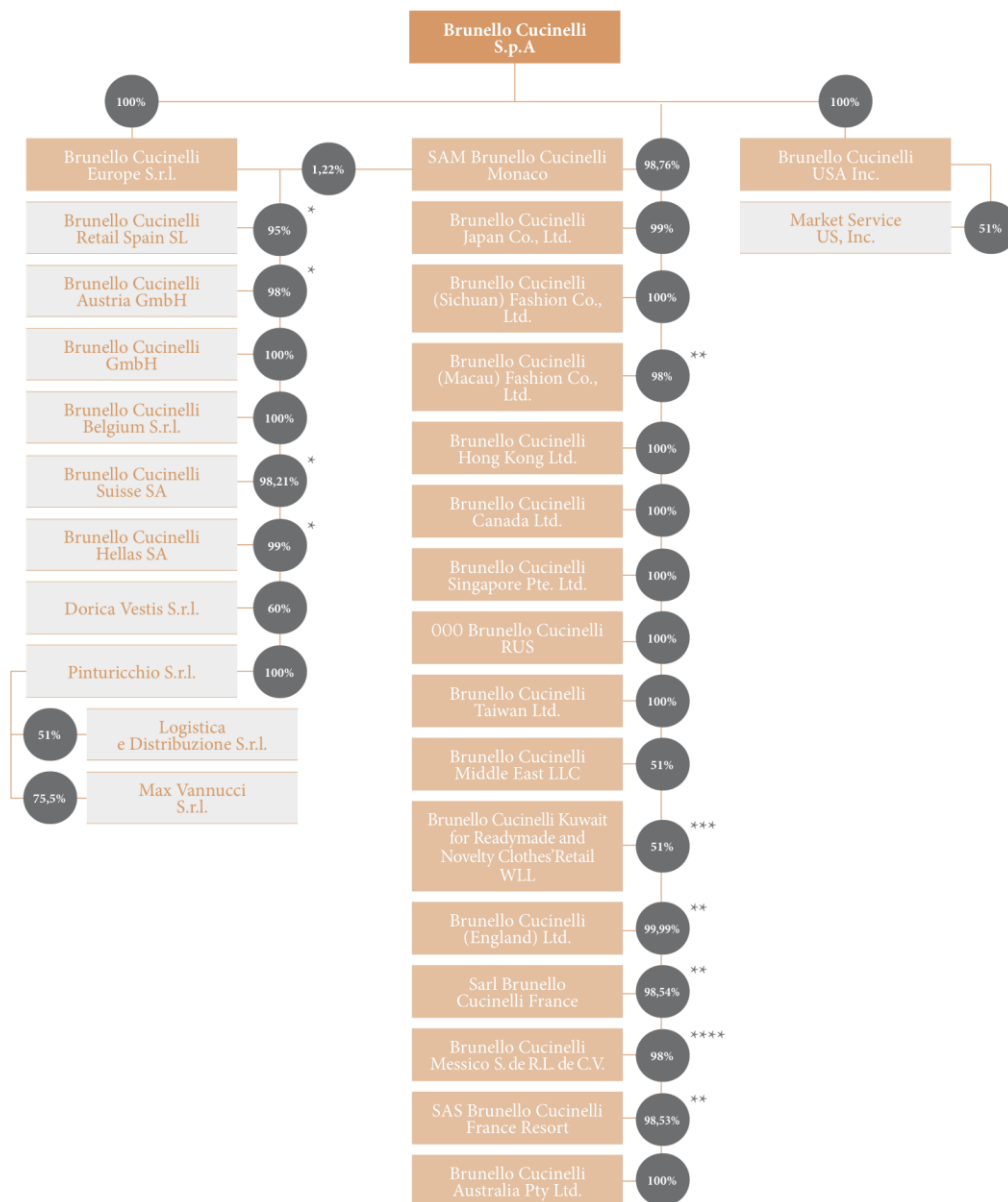 Brunello Cucinelli
S.p.A
100%
100%
Brunello Cucinelli
Europe S.r.l.
1,22%
SAM Brunello Cucinelli
Monaco
98,76%
Brunello Cucinelli
USA Inc.
Brunello Cucinelli
Retail Spain SL
95%
*
Brunello Cucinelli
Japan Co., Ltd.
99%
Market Service
US, Inc.
51%
Brunello Cucinelli
Austria GmbH
98%
*
Brunello Cucinelli
(Sichuan) Fashion Co.,
Ltd.
100%
Brunello Cucinelli
GmbH
100%
Brunello Cucinelli
(Macau) Fashion Co.,
Ltd.
98%
**
Brunello Cucinelli
Belgium S.r.l.
100%
Brunello Cucinelli
Hong Kong Ltd.
100%
Brunello Cucinelli
Suisse SA
98,21%
*
Brunello Cucinelli
Canada Ltd.
100%
Brunello Cucinelli
Hellas SA
99%
*
Brunello Cucinelli
Singapore Pte. Ltd.
100%
Dorica Vestis S.r.l.
60%
OOO Brunello Cucinelli
RUS
100%
Pinturicchio S.r.l.
100%
Brunello Cucinelli
Taiwan Ltd.
100%
51%
Logistica
e Distribuzione S.r.l.
Brunello Cucinelli
Middle East LLC
51%
75,5%
Max Vannucci
S.r.l.
Brunello Cucinelli Kuwait
for Readymade and
Novelty Clothes'Retail
WLL
51%
***
Brunello Cucinelli
(England) Ltd.
99,99%
**
Sarl Brunello
Cucinelli France
98,54%
**
Brunello Cucinelli
Messico S. de R.L. de C.V.
98%
****
SAS Brunello Cucinelli
France Resort
98,53%
**
Brunello Cucinelli
Australia Pty Ltd.
100%